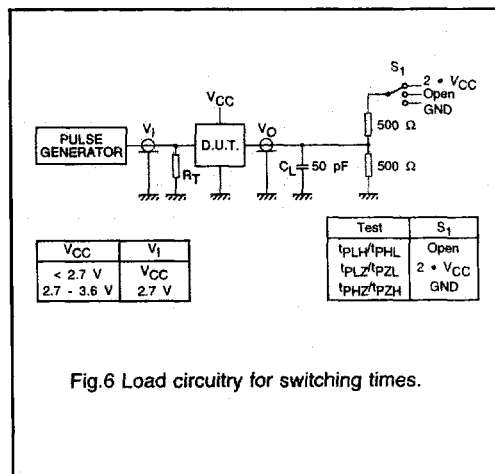 S1
2 • VCC
Open
GND
VCC
500 Ω
PULSE
GENERATOR
VI
D.U.T.
VO
RT
CL
50 pF
500 Ω
VCC VI
< 2.7 V VCC
2.7 - 3.6 V 2.7 V
Test S1
tPLH/tPHL Open
tPLZ/tPZL 2 • VCC
tPHZ/tPZH GND
Fig.6 Load circuitry for switching times.